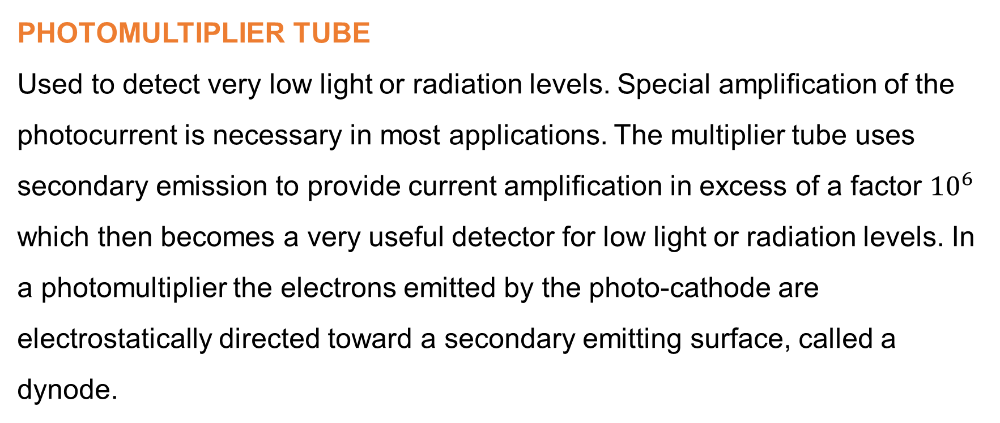 PHOTOMULTIPLIER TUBE
Used to detect very low light or radiation levels. Special amplification of the
photocurrent is necessary in most applications. The multiplier tube uses
secondary emission to provide current amplification in excess of a factor 10⁶
which then becomes a very useful detector for low light or radiation levels. In
a photomultiplier the electrons emitted by the photo-cathode are
electrostatically directed toward a secondary emitting surface, called a
dynode.